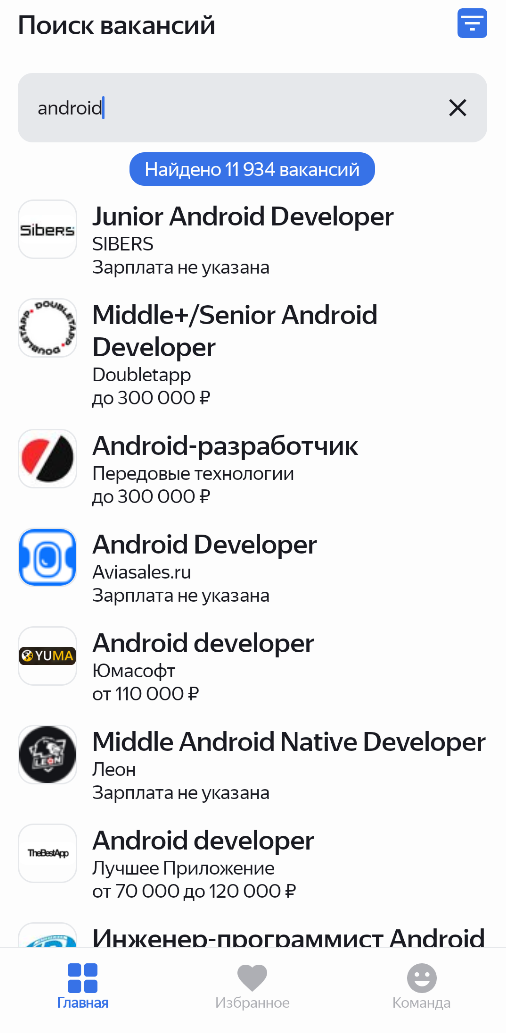 Поиск вакансий
android
Найдено 11 934 вакансий
Sibers
Junior Android Developer
SIBERS
Зарплата не указана
DOUBLETAPP. DOUBLETAPP.
Middle+/Senior Android
Developer
Doubletapp
до 300 000 ₽
Android-разработчик
Передовые технологии
до 300 000 ₽
Android Developer
Aviasales.ru
Зарплата не указана
YUMA
Android developer
Юмасофт
от 110 000 ₽
LEON
Middle Android Native Developer
Леон
Зарплата не указана
TheBestApp
Android developer
Лучшее Приложение
от 70 000 до 120 000 ₽
Инженер-программист Android
Главная
Избранное
Команда